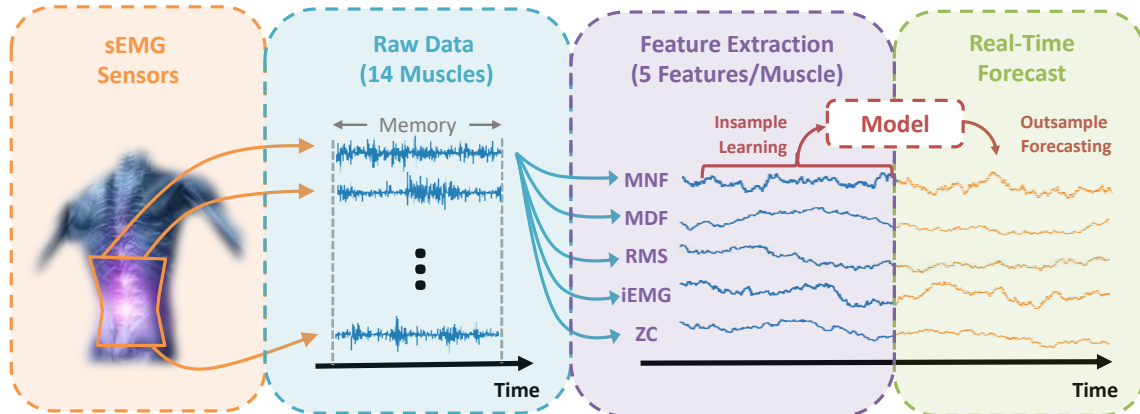 sEMG
Sensors
Raw Data
(14 Muscles)
Memory
Time
Feature Extraction
(5 Features/Muscle)
Insample
Learning
Model
MNF
MDF
RMS
iEMG
ZC
Real-Time
Forecast
Outsample
Forecasting
Time